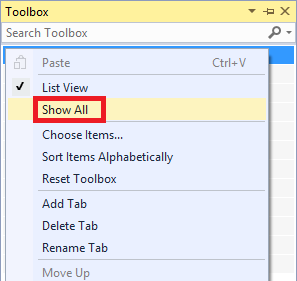 Toolbox
Search Toolbox
Paste Ctrl+V
List View
Show All
Choose Items...
Sort Items Alphabetically
Reset Toolbox
Add Tab
Delete Tab
Rename Tab
Move Up